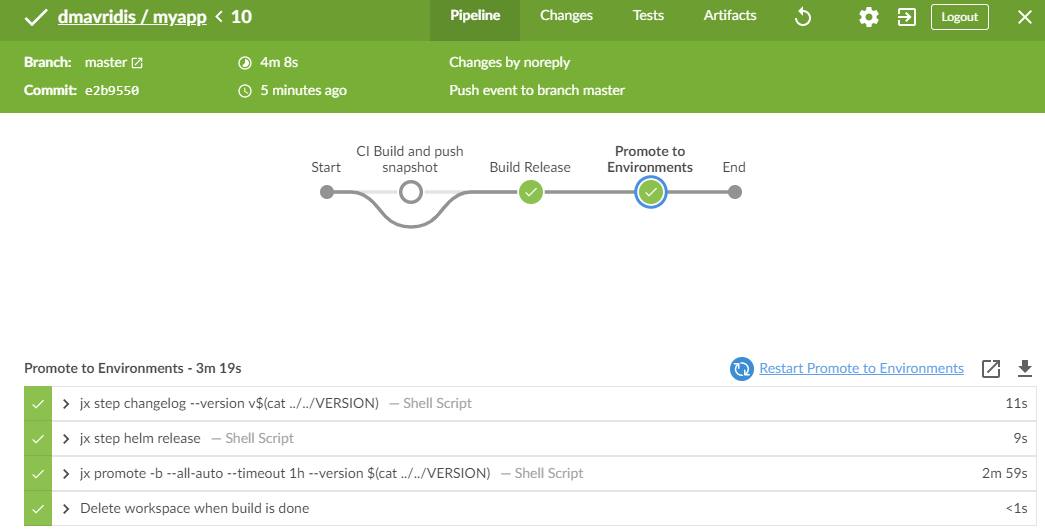 dmavridis / myapp < 10 Pipeline Changes Tests Artifacts Logout
Branch: master 4m 8s Changes by noreply
Commit: e2b9550 5 minutes ago Push event to branch master
Start CI Build and push snapshot Build Release Promote to Environments End
Promote to Environments - 3m 19s Restart Promote to Environments
jx step changelog --version v$(cat ../../VERSION) — Shell Script 11s
jx step helm release — Shell Script 9s
jx promote -b --all-auto --timeout 1h --version $(cat ../../VERSION) — Shell Script 2m 59s
Delete workspace when build is done <1s